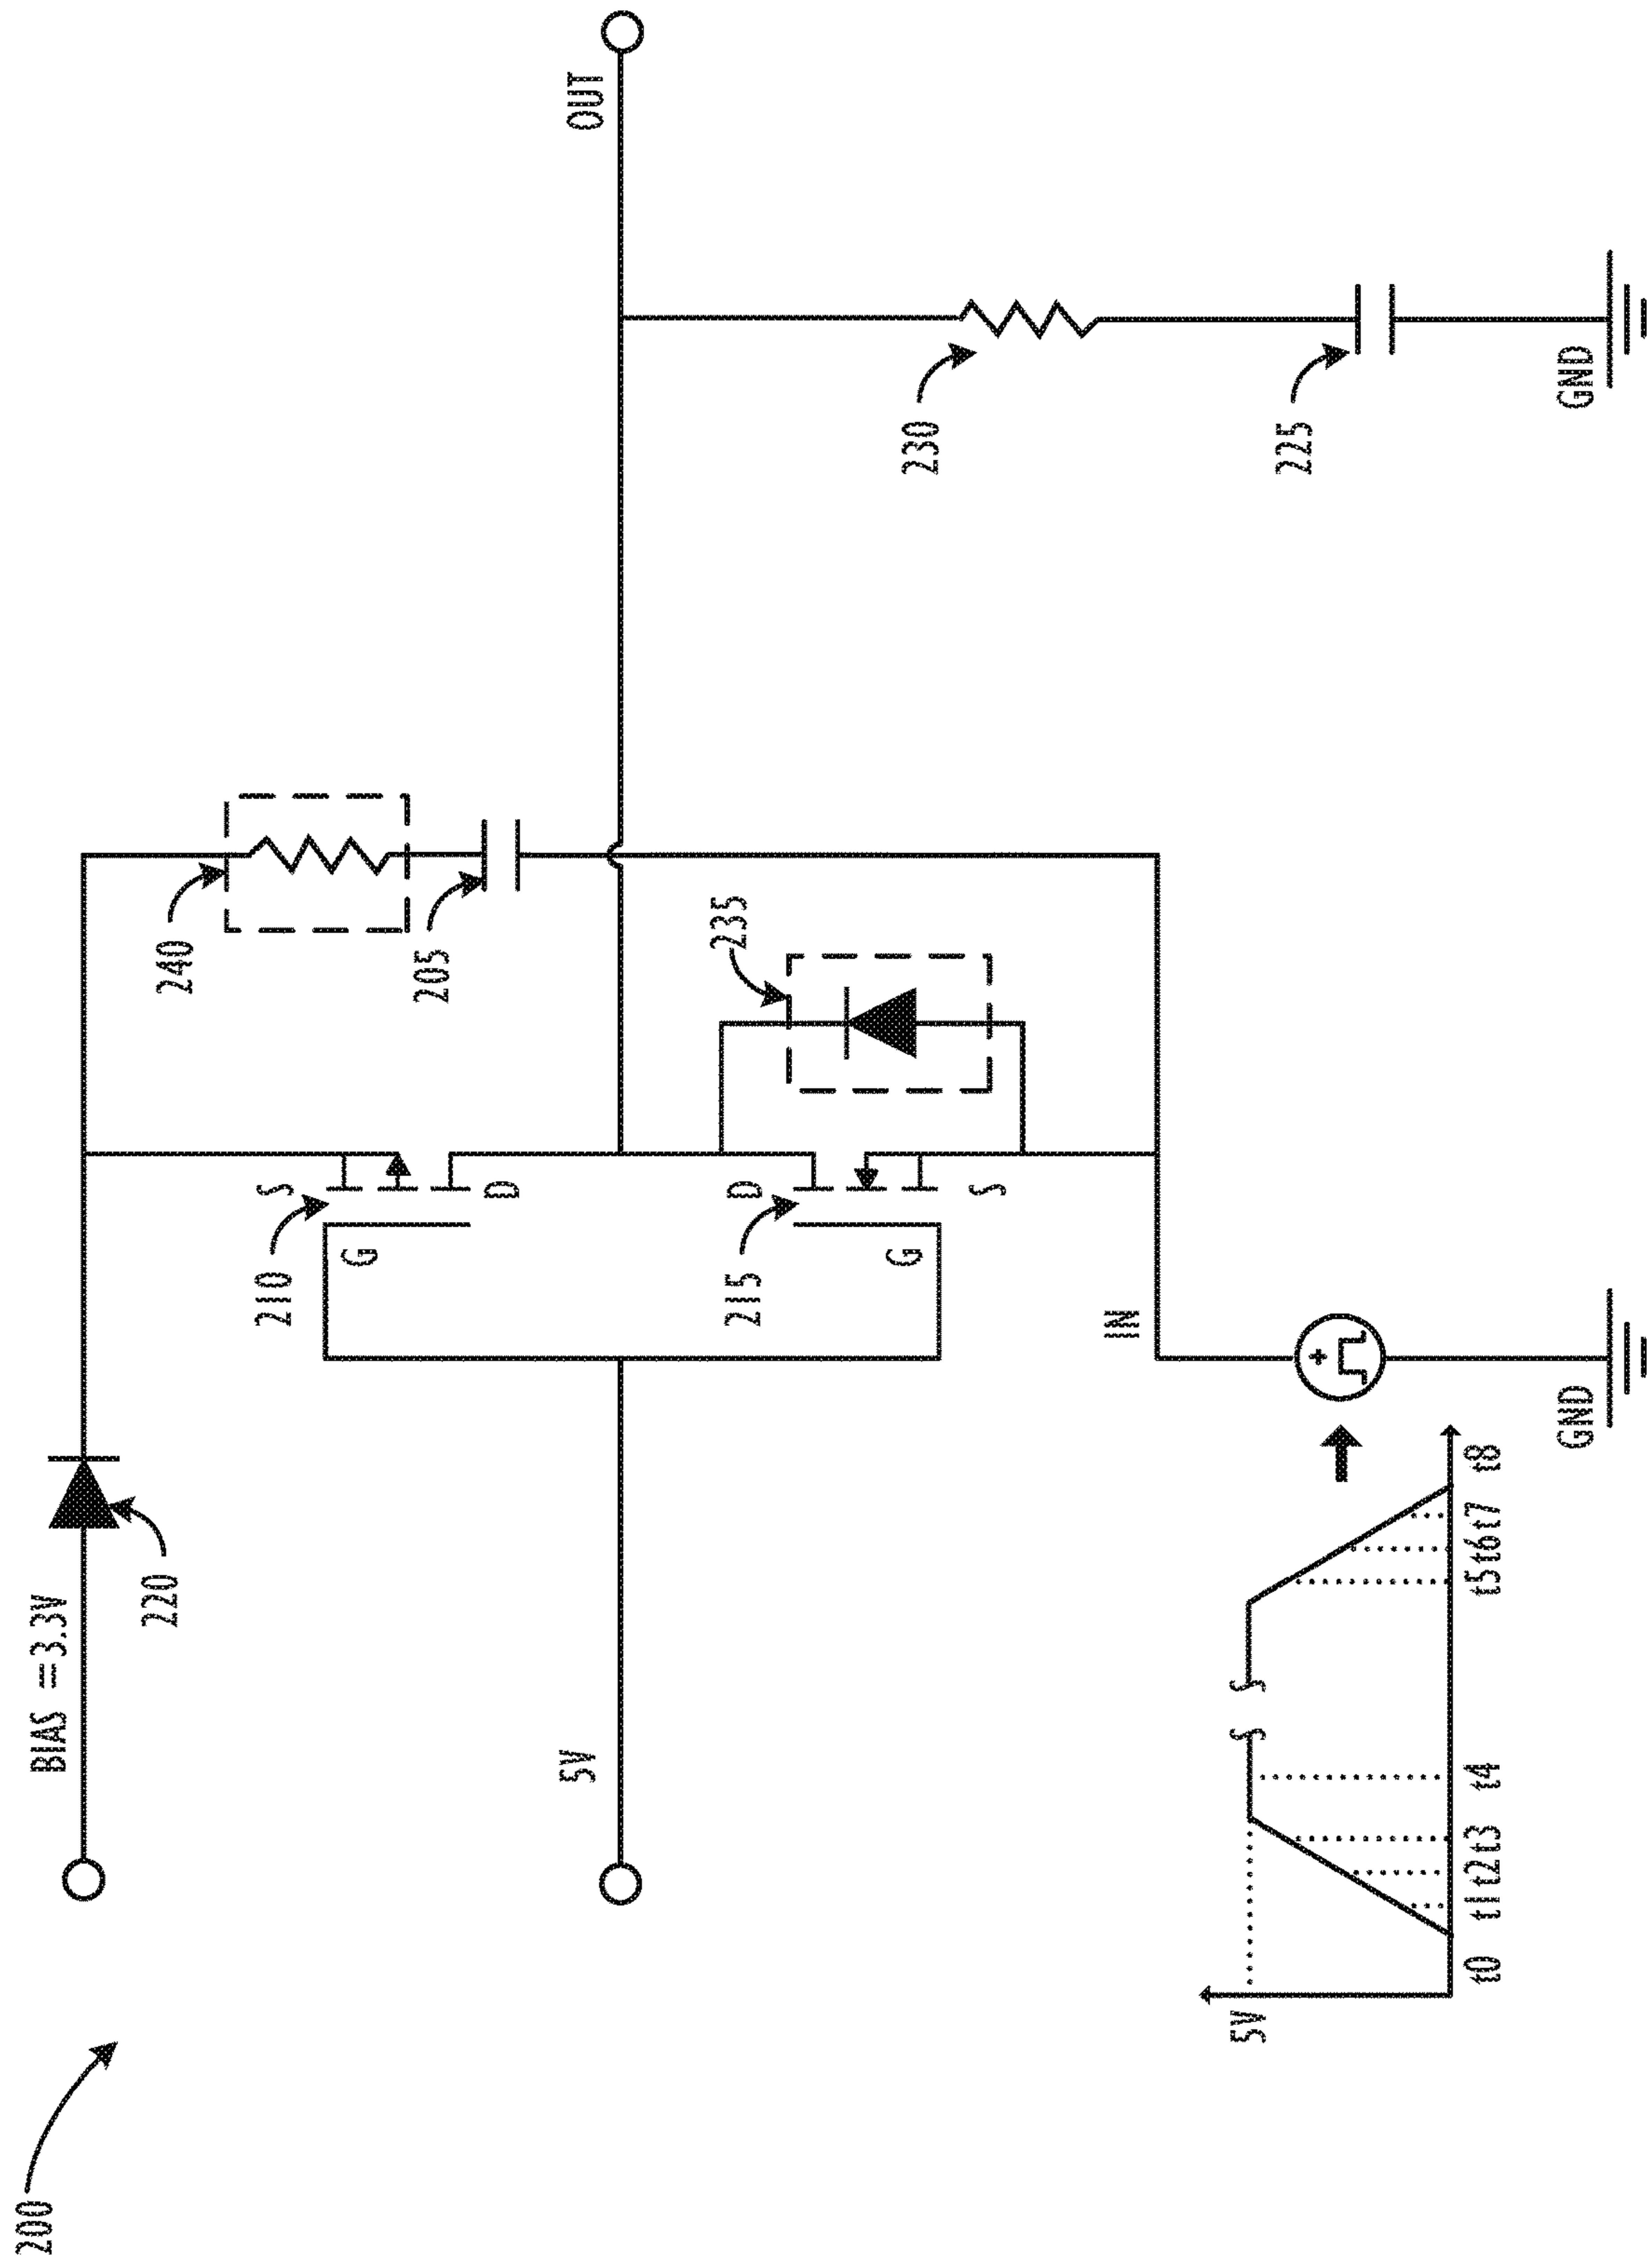 200
BIAS =3.3V
220
5V
OUT
210
S
G
D
240
205
215
D
G
S
235
230
225
IN
GND
GND
5V
S S
t0 t1 t2 t3 t4 t5 t6 t7 t8